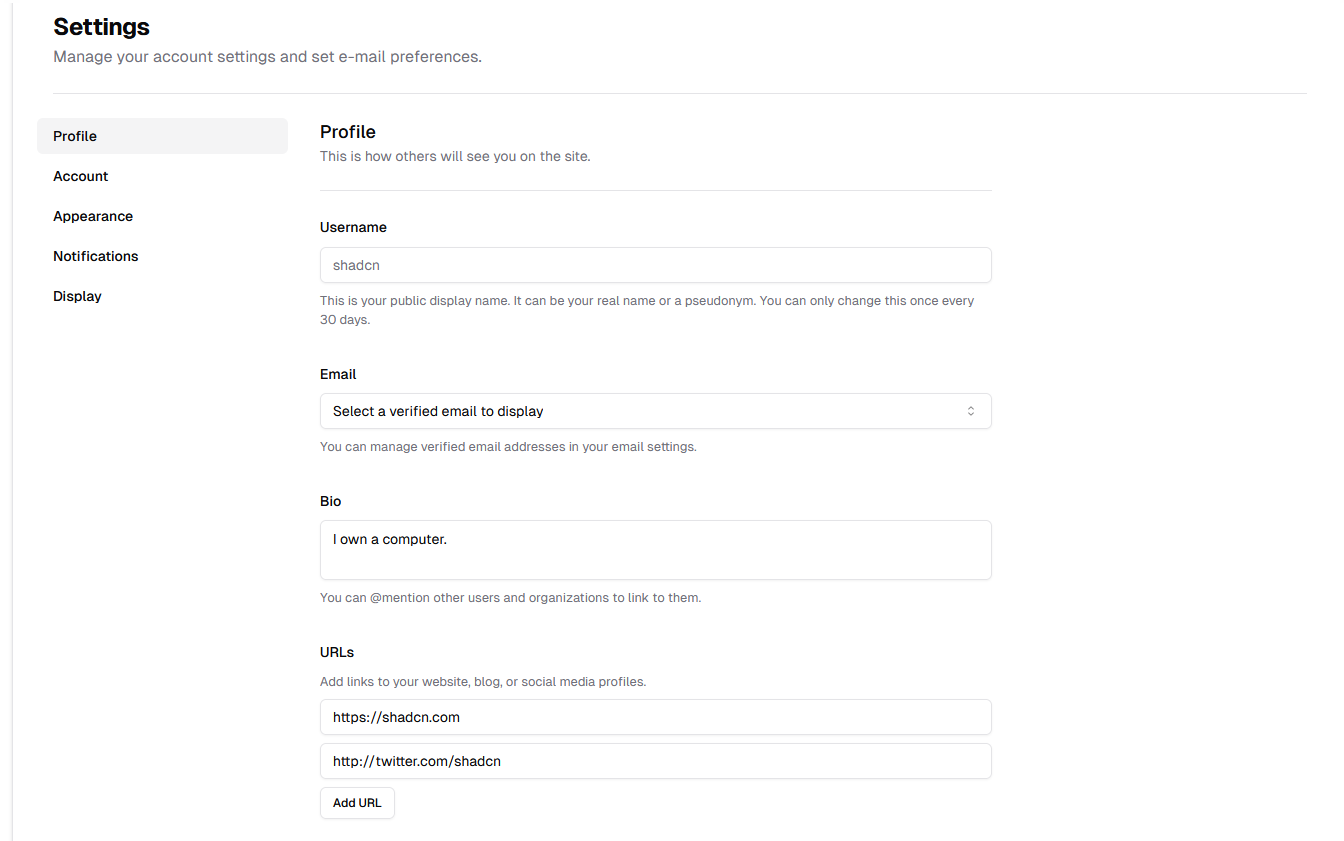 Settings
Manage your account settings and set e-mail preferences.
Profile
Account
Appearance
Notifications
Display
Profile
This is how others will see you on the site.
Username
shadcn
This is your public display name. It can be your real name or a pseudonym. You can only change this once every
30 days.
Email
Select a verified email to display
You can manage verified email addresses in your email settings.
Bio
I own a computer.
You can @mention other users and organizations to link to them.
URLs
Add links to your website, blog, or social media profiles.
https://shadcn.com
http://twitter.com/shadcn
Add URL